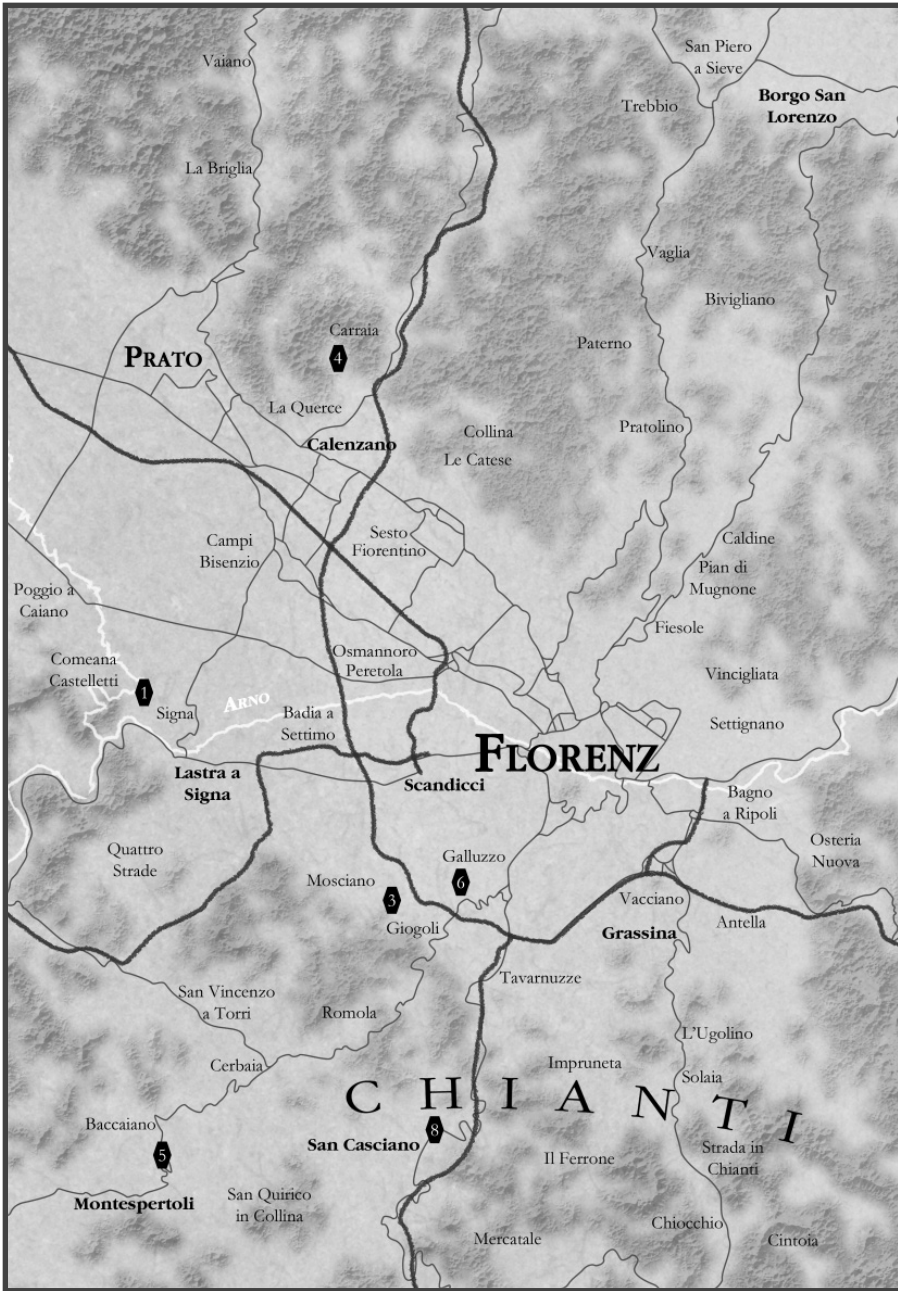 Vaiano
San Piero
a Sieve
Trebbio
Borgo San
Lorenzo
La Briglia
Vaglia
Bivigliano
Carraia
4
Paterno
PRATO
La Querce
Calenzano
Collina
Le Catese
Pratolino
Campi
Bisenzio
Sesto
Fiorentino
Caldine
Pian di
Mugnone
Poggio a
Caiano
Fiesole
Comeana
Castelletti
1
Osmannoro
Peretola
Vincigliata
Signa
ARNO
Badia a
Settimo
Settignano
FLORENZ
Lastra a
Signa
Scandicci
Bagno
a Ripoli
Quattro
Strade
Osteria
Nuova
Galluzzo
6
Mosciano
3
Giogoli
Vacciano
Grassina
Antella
Tavarnuzze
San Vincenzo
a Torri
Romola
L'Ugolino
Cerbaia
Impruneta
Solaia
CHIANTI
Baccaiano
5
8
San Casciano
Strada in
Chianti
Il Ferrone
Montespertoli
San Quirico
in Collina
Chiocchio
Mercatale
Cintoia